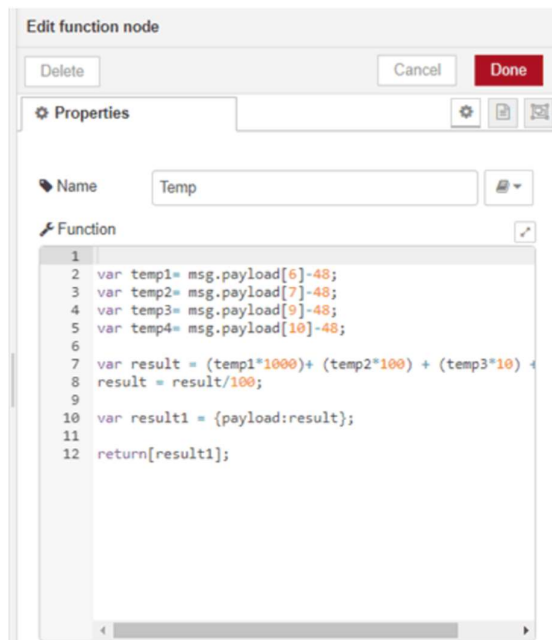 Edit function node
Delete Cancel Done
Properties
Name Temp
Function
1
2 var temp1= msg.payload[6]-48;
3 var temp2= msg.payload[7]-48;
4 var temp3= msg.payload[9]-48;
5 var temp4= msg.payload[10]-48;
6
7 var result = (temp1*1000)+ (temp2*100) + (temp3*10) +
8 result = result/100;
9
10 var result1 = {payload:result};
11
12 return[result1];